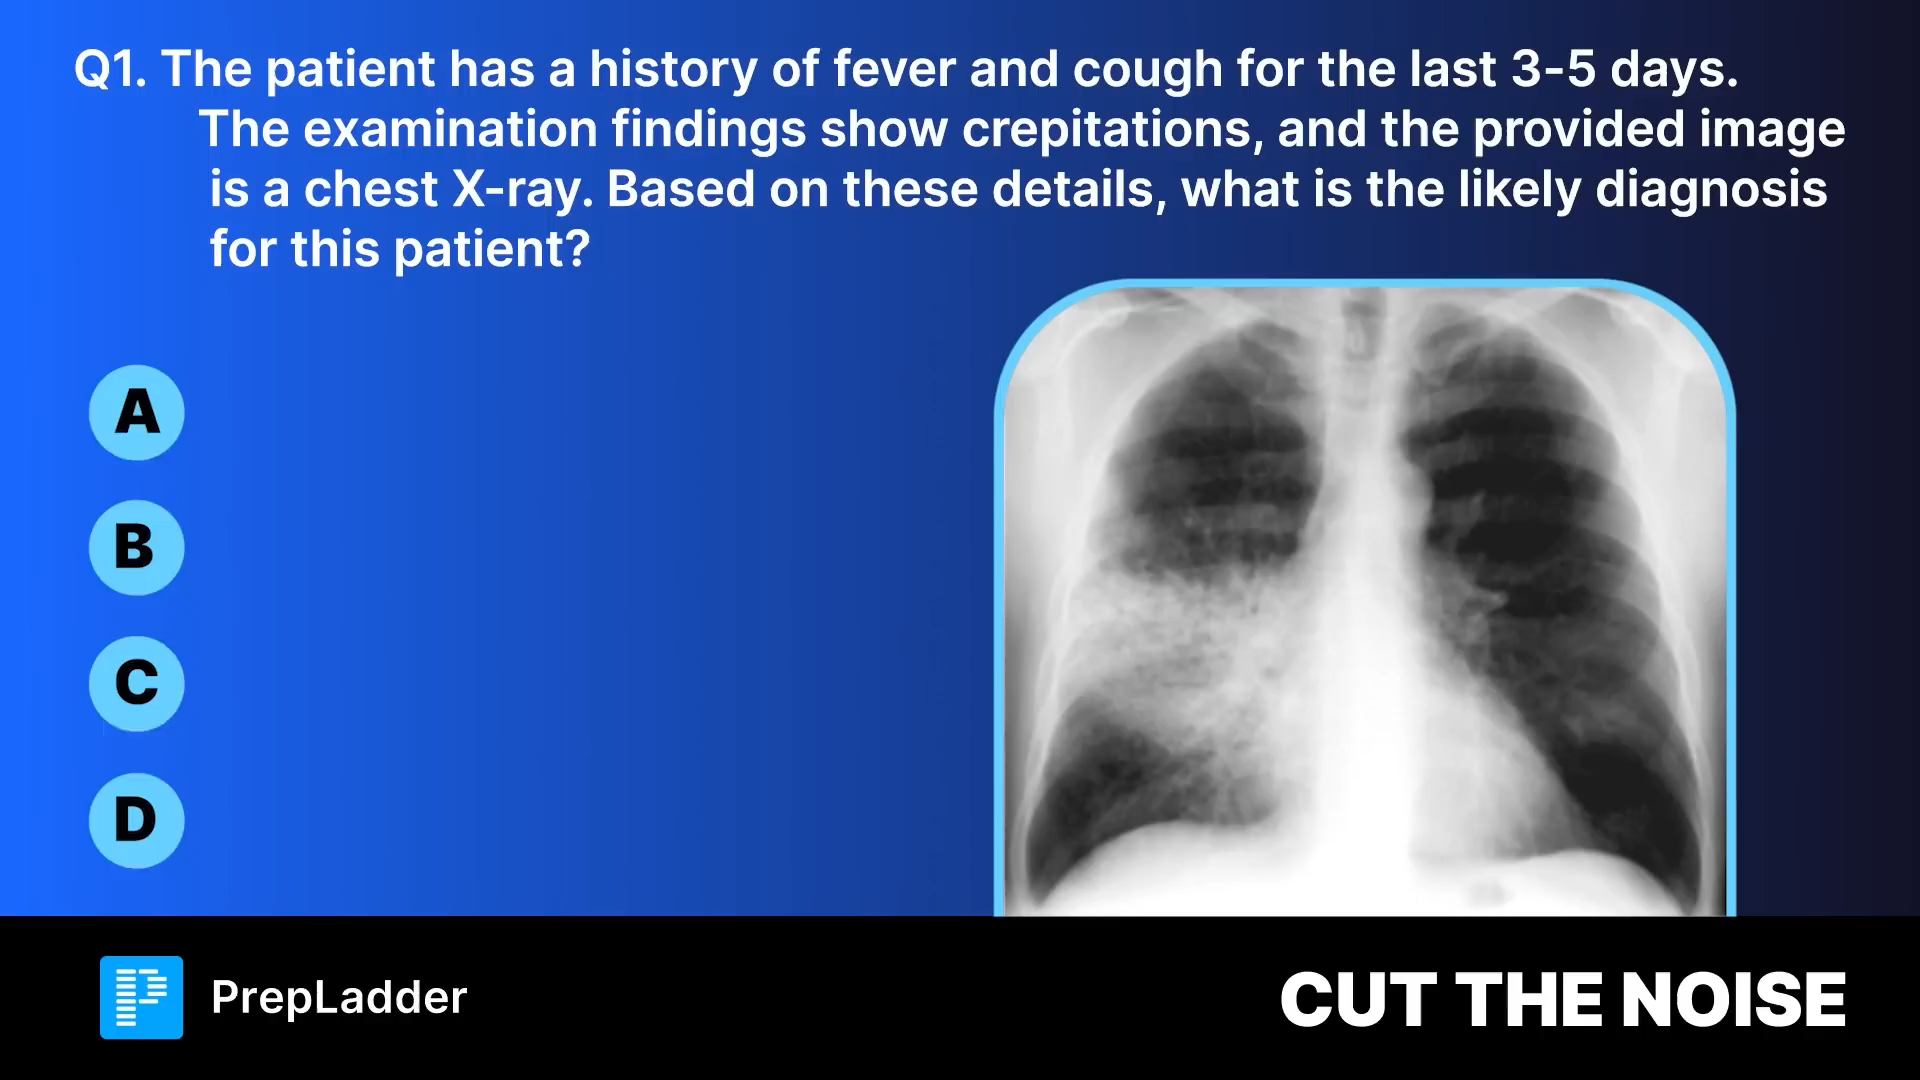 Q1. The patient has a history of fever and cough for the last 3-5 days.
The examination findings show crepitations, and the provided image
is a chest X-ray. Based on these details, what is the likely diagnosis
for this patient?
A
B
C
D
PrepLadder
CUT THE NOISE